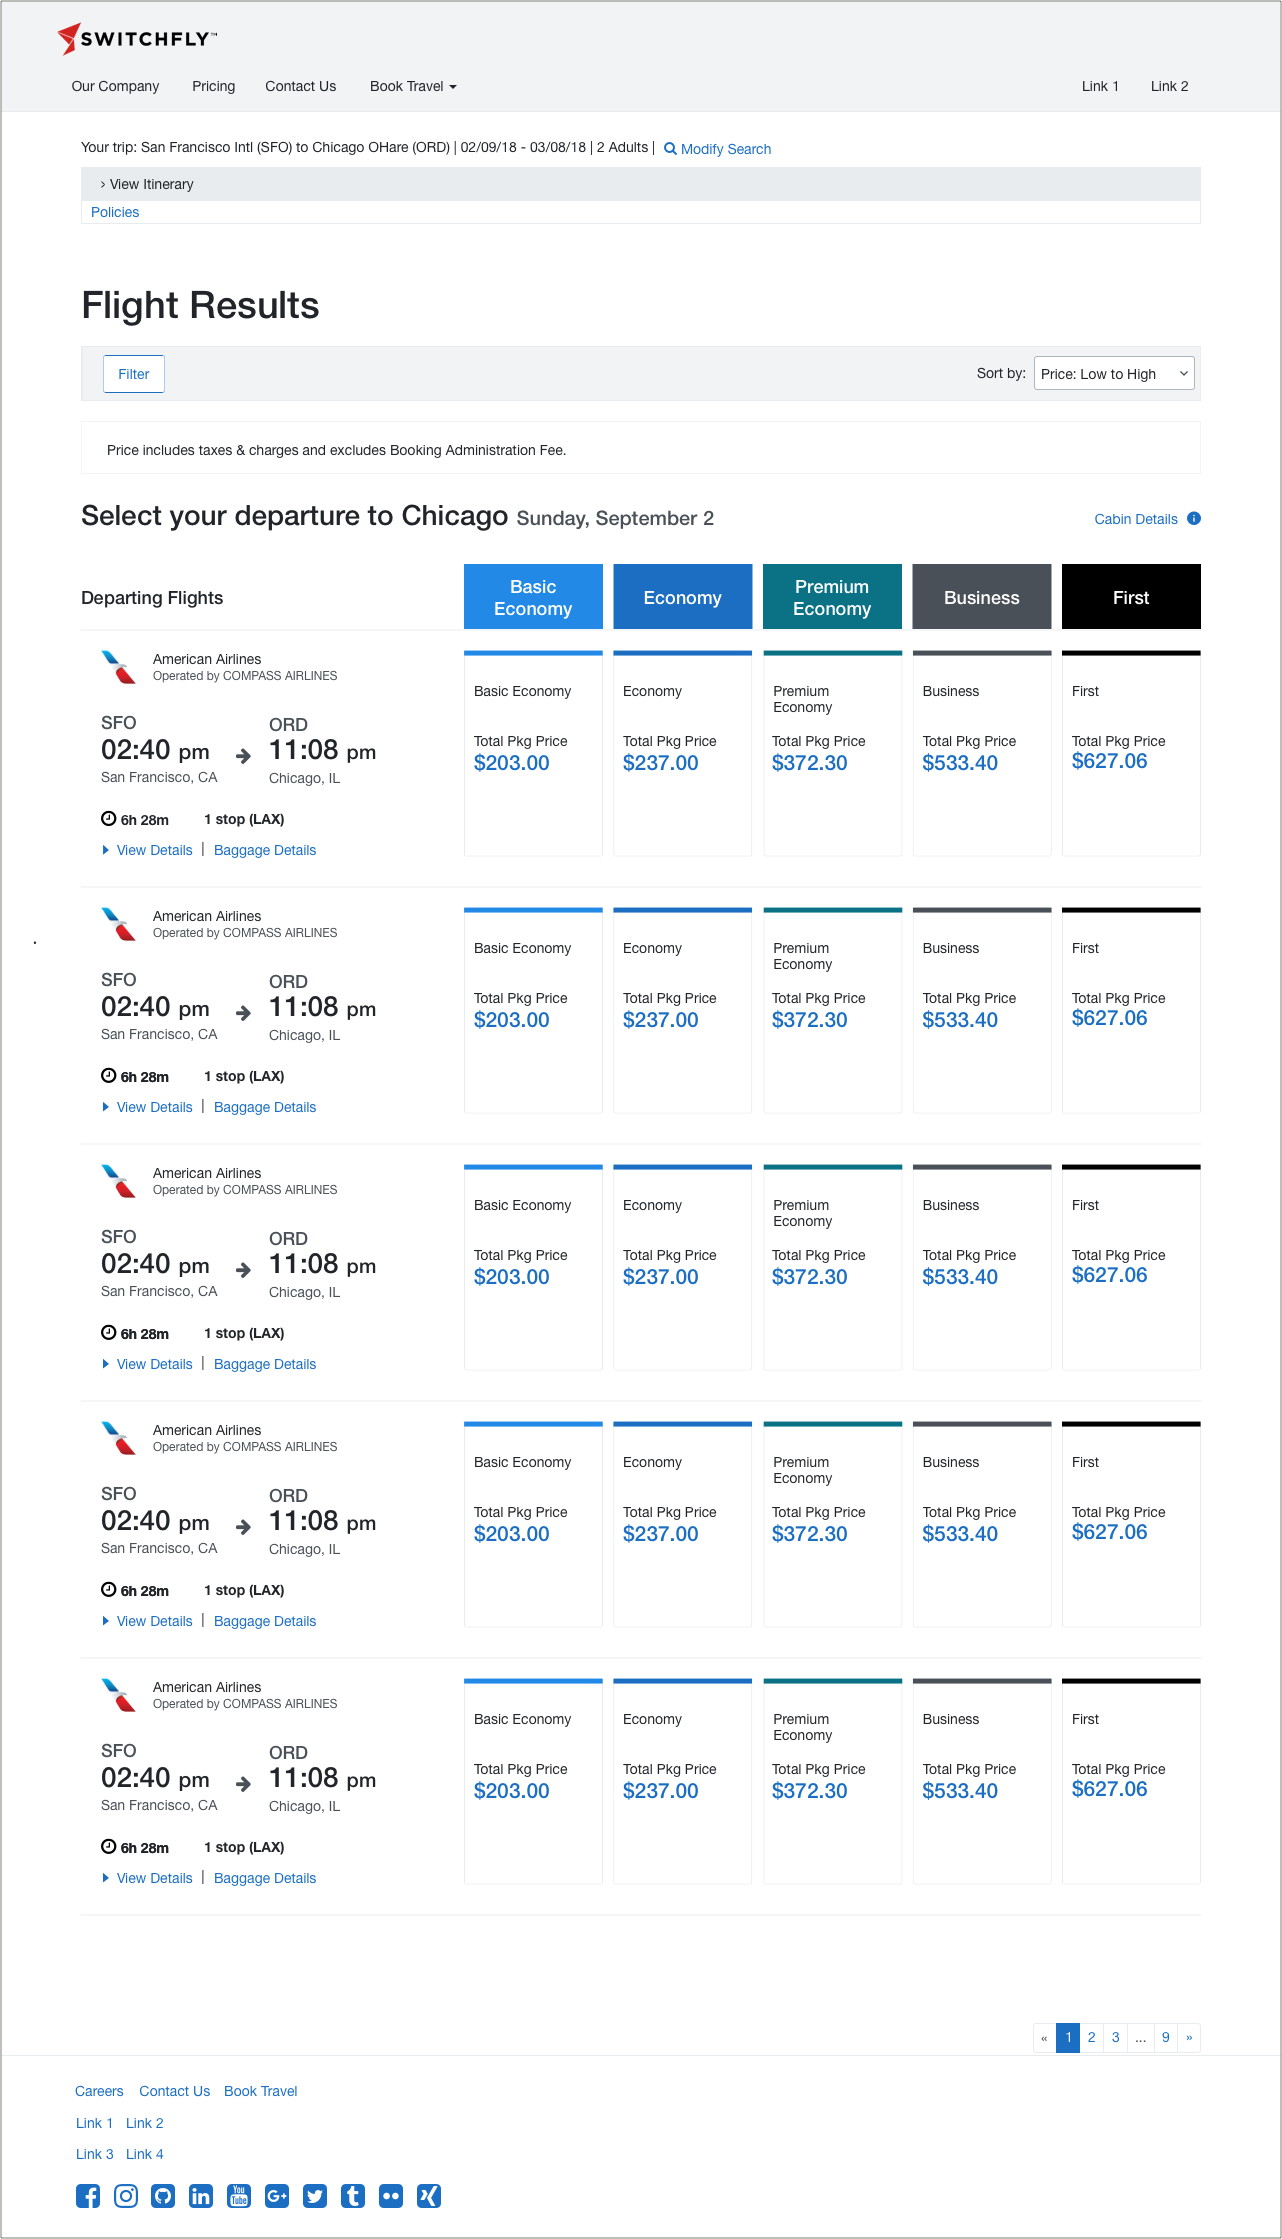 SWITCHFLY™
Our Company Pricing Contact Us Book Travel Link 1 Link 2
Your trip: San Francisco Intl (SFO) to Chicago OHare (ORD) | 02/09/18 - 03/08/18 | 2 Adults | Modify Search
› View Itinerary
Policies
Flight Results
Filter Sort by: Price: Low to High
Price includes taxes & charges and excludes Booking Administration Fee.
Select your departure to Chicago Sunday, September 2 Cabin Details
Departing Flights
Basic Economy
Economy
Premium Economy
Business
First
American Airlines
Operated by COMPASS AIRLINES
SFO ORD
02:40 pm 11:08 pm
San Francisco, CA Chicago, IL
6h 28m 1 stop (LAX)
View Details | Baggage Details
Basic Economy
Total Pkg Price
$203.00
Economy
Total Pkg Price
$237.00
Premium
Economy
Total Pkg Price
$372.30
Business
Total Pkg Price
$533.40
First
Total Pkg Price
$627.06
American Airlines
Operated by COMPASS AIRLINES
SFO ORD
02:40 pm 11:08 pm
San Francisco, CA Chicago, IL
6h 28m 1 stop (LAX)
View Details | Baggage Details
Basic Economy
Total Pkg Price
$203.00
Economy
Total Pkg Price
$237.00
Premium
Economy
Total Pkg Price
$372.30
Business
Total Pkg Price
$533.40
First
Total Pkg Price
$627.06
American Airlines
Operated by COMPASS AIRLINES
SFO ORD
02:40 pm 11:08 pm
San Francisco, CA Chicago, IL
6h 28m 1 stop (LAX)
View Details | Baggage Details
Basic Economy
Total Pkg Price
$203.00
Economy
Total Pkg Price
$237.00
Premium
Economy
Total Pkg Price
$372.30
Business
Total Pkg Price
$533.40
First
Total Pkg Price
$627.06
American Airlines
Operated by COMPASS AIRLINES
SFO ORD
02:40 pm 11:08 pm
San Francisco, CA Chicago, IL
6h 28m 1 stop (LAX)
View Details | Baggage Details
Basic Economy
Total Pkg Price
$203.00
Economy
Total Pkg Price
$237.00
Premium
Economy
Total Pkg Price
$372.30
Business
Total Pkg Price
$533.40
First
Total Pkg Price
$627.06
American Airlines
Operated by COMPASS AIRLINES
SFO ORD
02:40 pm 11:08 pm
San Francisco, CA Chicago, IL
6h 28m 1 stop (LAX)
View Details | Baggage Details
Basic Economy
Total Pkg Price
$203.00
Economy
Total Pkg Price
$237.00
Premium
Economy
Total Pkg Price
$372.30
Business
Total Pkg Price
$533.40
First
Total Pkg Price
$627.06
« 1 2 3 ... 9 »
Careers Contact Us Book Travel
Link 1 Link 2
Link 3 Link 4